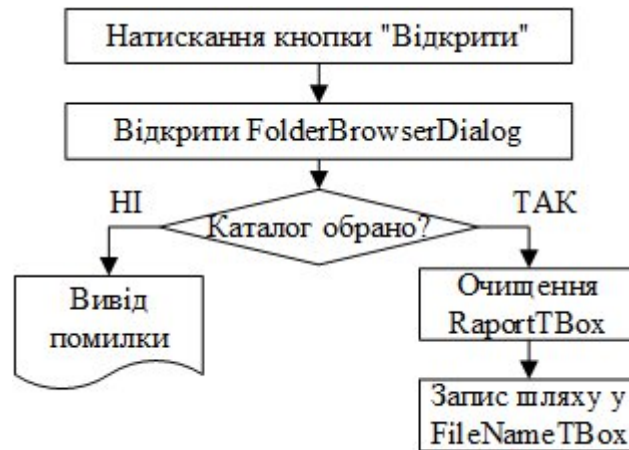 Натискання кнопки "Відкрити"
Відкрити FolderBrowserDialog
НІ
ТАК
Каталог обрано?
Вивід
помилки
Очищення
RaportTBox
Запис шляху у
FileNameTBox